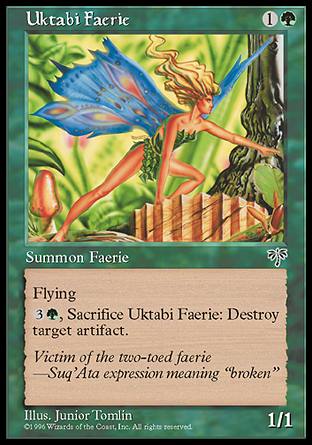 Uktabi Faerie 1
Summon Faerie
Flying
3, Sacrifice Uktabi Faerie: Destroy
target artifact.
Victim of the two-toed faerie
—Suq'Ata expression meaning "broken"
Illus. Junior Tomlin
©1996 Wizards of the Coast, Inc. All rights reserved.
1/1